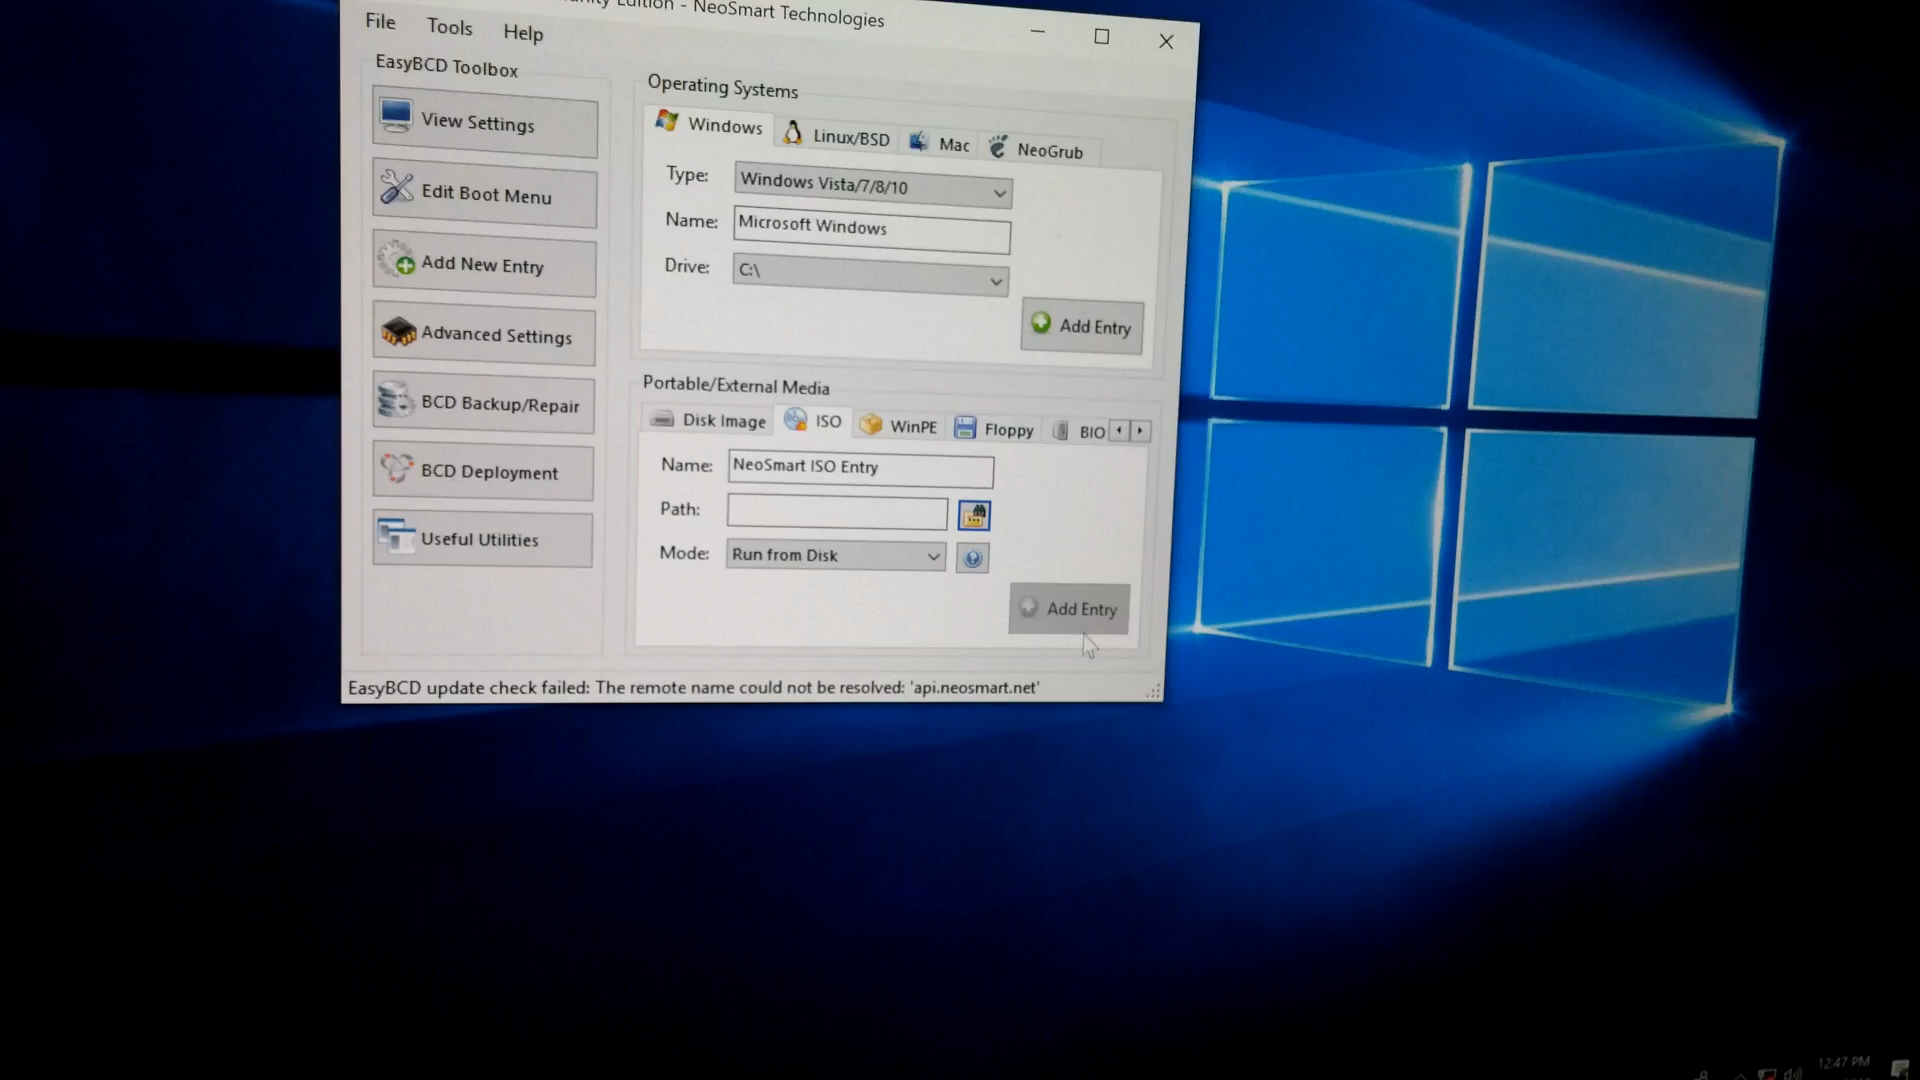 Edition - NeoSmart Technologies
File Tools Help
EasyBCD Toolbox
View Settings
Edit Boot Menu
Add New Entry
Advanced Settings
BCD Backup/Repair
BCD Deployment
Useful Utilities
Operating Systems
Windows Linux/BSD Mac NeoGrub
Type: Windows Vista/7/8/10
Name: Microsoft Windows
Drive: C:\
Add Entry
Portable/External Media
Disk Image ISO WinPE Floppy BIO
Name: NeoSmart ISO Entry
Path:
Mode: Run from Disk
Add Entry
EasyBCD update check failed: The remote name could not be resolved: 'api.neosmart.net'
12:47 PM